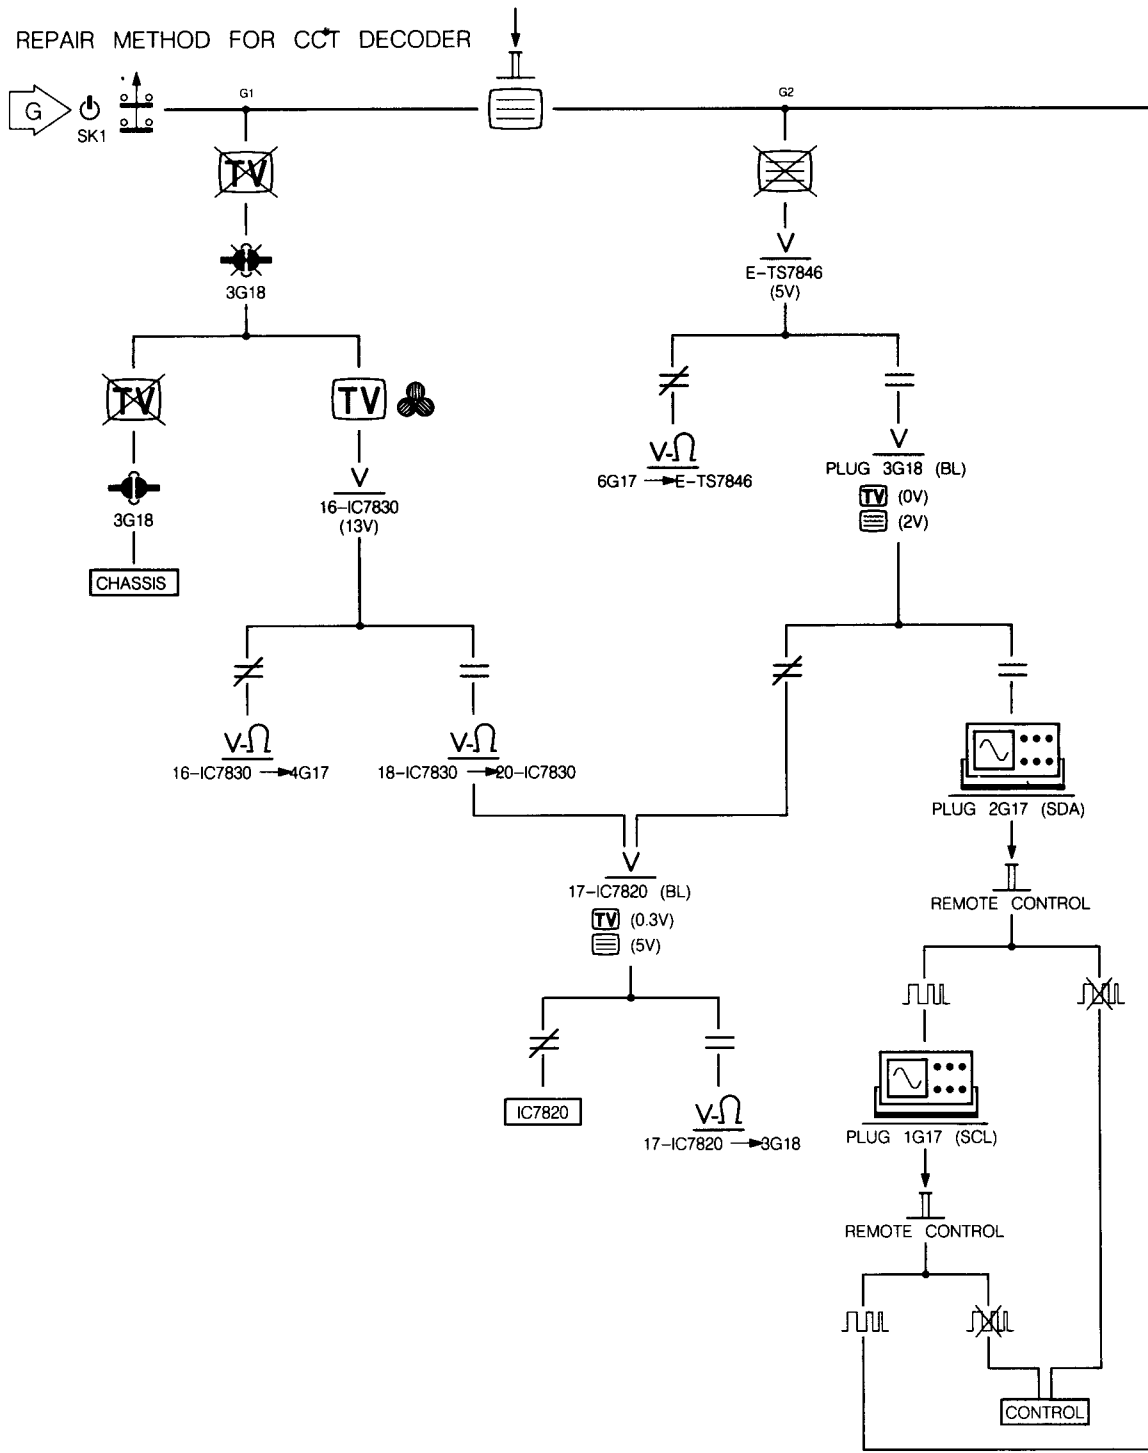 REPAIR METHOD FOR CCT DECODER
G
SK1
G1
G2
TV
3G18
E-TS7846
(5V)
TV
TV
3G18
CHASSIS
V
16-IC7830
(13V)
V-Ω
6G17 → E-TS7846
V
PLUG 3G18 (BL)
TV (0V)
(2V)
V-Ω
16-IC7830 → 4G17
V-Ω
18-IC7830 → 20-IC7830
PLUG 2G17 (SDA)
REMOTE CONTROL
V
17-IC7820 (BL)
TV (0.3V)
(5V)
IC7820
V-Ω
17-IC7820 → 3G18
PLUG 1G17 (SCL)
REMOTE CONTROL
CONTROL